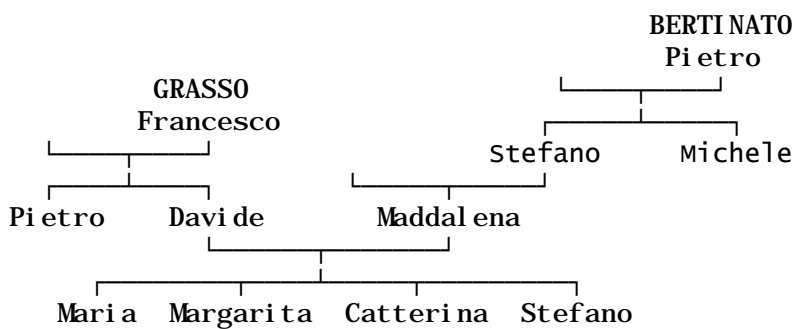 BERTINATO
Pietro
GRASSO
Francesco
Stefano Michele
Pietro Davide Maddalena
Maria Margarita Catterina Stefano